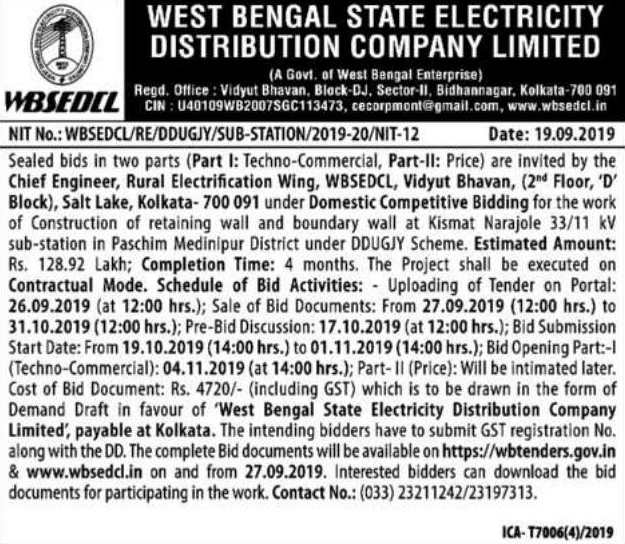 WEST BENGAL STATE ELECTRICITY
DISTRIBUTION COMPANY LIMITED
(A Govt. of West Bengal Enterprise)
WBSEDCL
Regd. Office : Vidyut Bhavan, Block-DJ, Sector-II, Bidhannagar, Kolkata-700 091
CIN : U40109WB2007SGC113473, cecorpmont@gmail.com, www.wbsedcl.in
NIT No.: WBSEDCL/RE/DDUGJY/SUB-STATION/2019-20/NIT-12 Date: 19.09.2019
Sealed bids in two parts (Part I: Techno-Commercial, Part-II: Price) are invited by the
Chief Engineer, Rural Electrification Wing, WBSEDCL, Vidyut Bhavan, (2nd Floor, 'D'
Block), Salt Lake, Kolkata- 700 091 under Domestic Competitive Bidding for the work
of Construction of retaining wall and boundary wall at Kismat Narajole 33/11 kV
sub-station in Paschim Medinipur District under DDUGJY Scheme. Estimated Amount:
Rs. 128.92 Lakh; Completion Time: 4 months. The Project shall be executed on
Contractual Mode. Schedule of Bid Activities: - Uploading of Tender on Portal:
26.09.2019 (at 12:00 hrs.); Sale of Bid Documents: From 27.09.2019 (12:00 hrs.) to
31.10.2019 (12:00 hrs.); Pre-Bid Discussion: 17.10.2019 (at 12:00 hrs.); Bid Submission
Start Date: From 19.10.2019 (14:00 hrs.) to 01.11.2019 (14:00 hrs.); Bid Opening Part:-I
(Techno-Commercial): 04.11.2019 (at 14:00 hrs.); Part- II (Price): Will be intimated later.
Cost of Bid Document: Rs. 4720/- (including GST) which is to be drawn in the form of
Demand Draft in favour of 'West Bengal State Electricity Distribution Company
Limited', payable at Kolkata. The intending bidders have to submit GST registration No.
along with the DD. The complete Bid documents will be available on https://wbtenders.gov.in
& www.wbsedcl.in on and from 27.09.2019. Interested bidders can download the bid
documents for participating in the work. Contact No.: (033) 23211242/23197313.
ICA- T7006(4)/2019